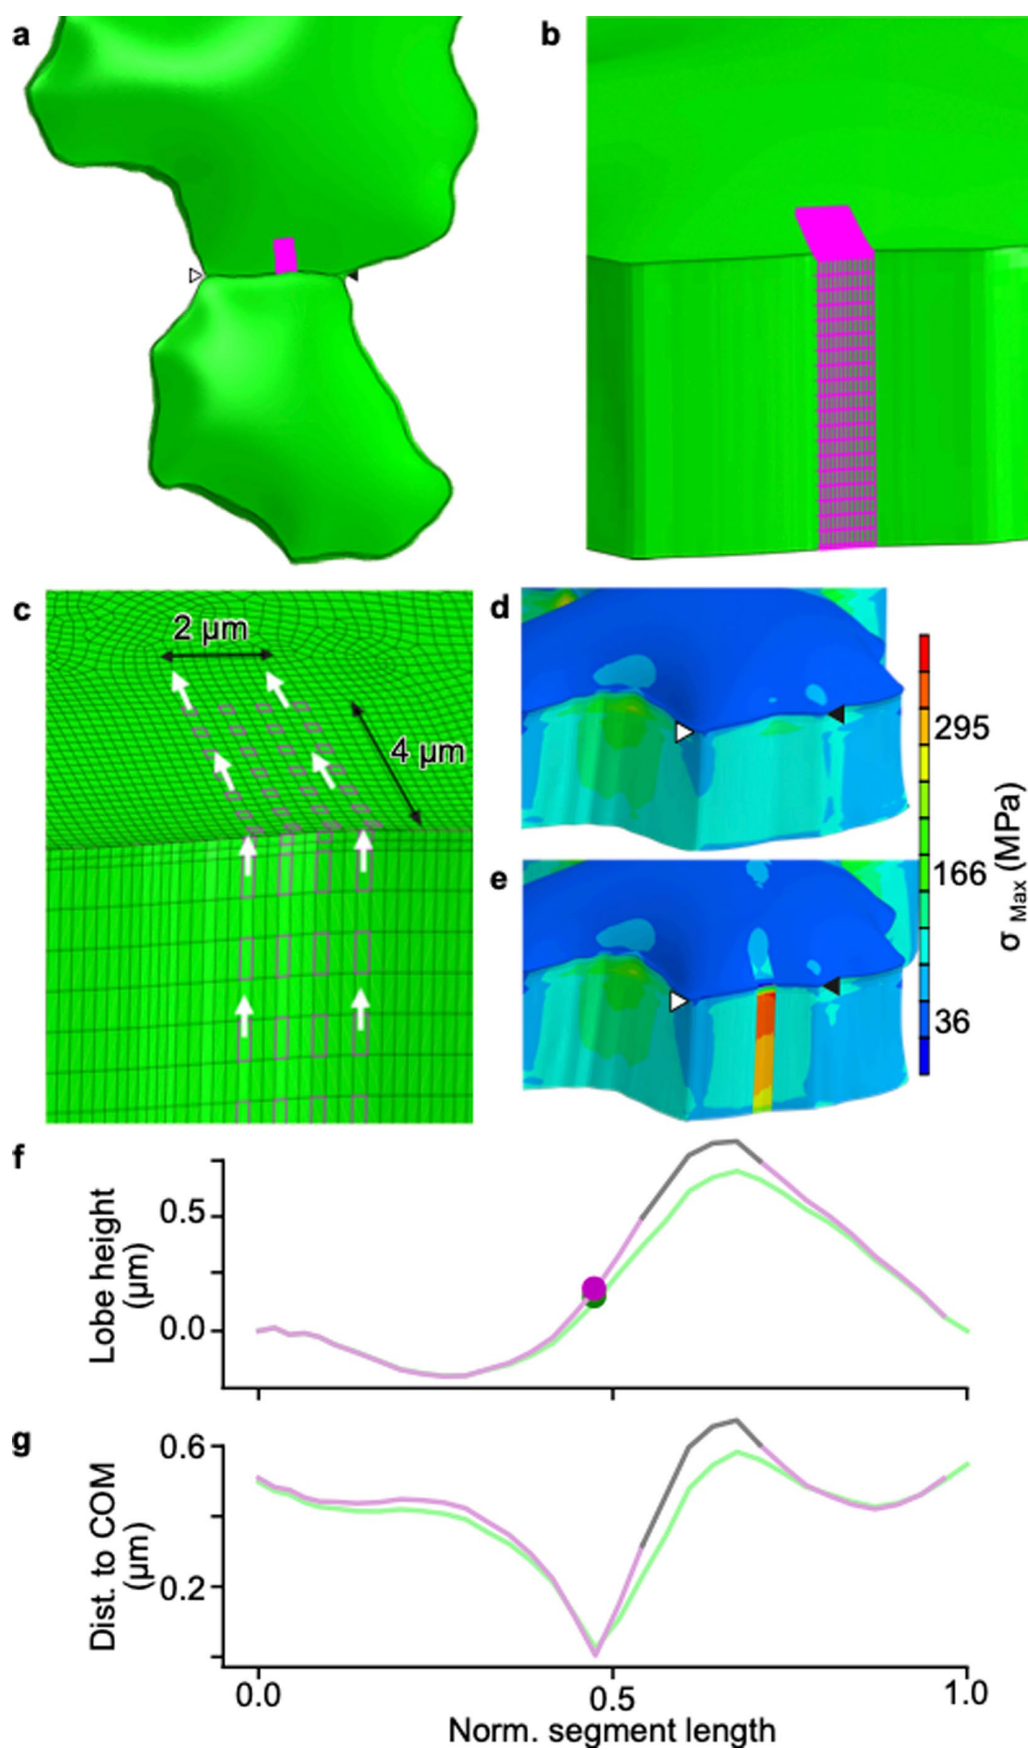 a
b
c
2 µm
4 µm
d
e
295
166
36
σ Max (MPa)
f
Lobe height
(µm)
0.5
0.0
g
Dist. to COM
(µm)
0.6
0.2
0.0
0.5
1.0
Norm. segment length